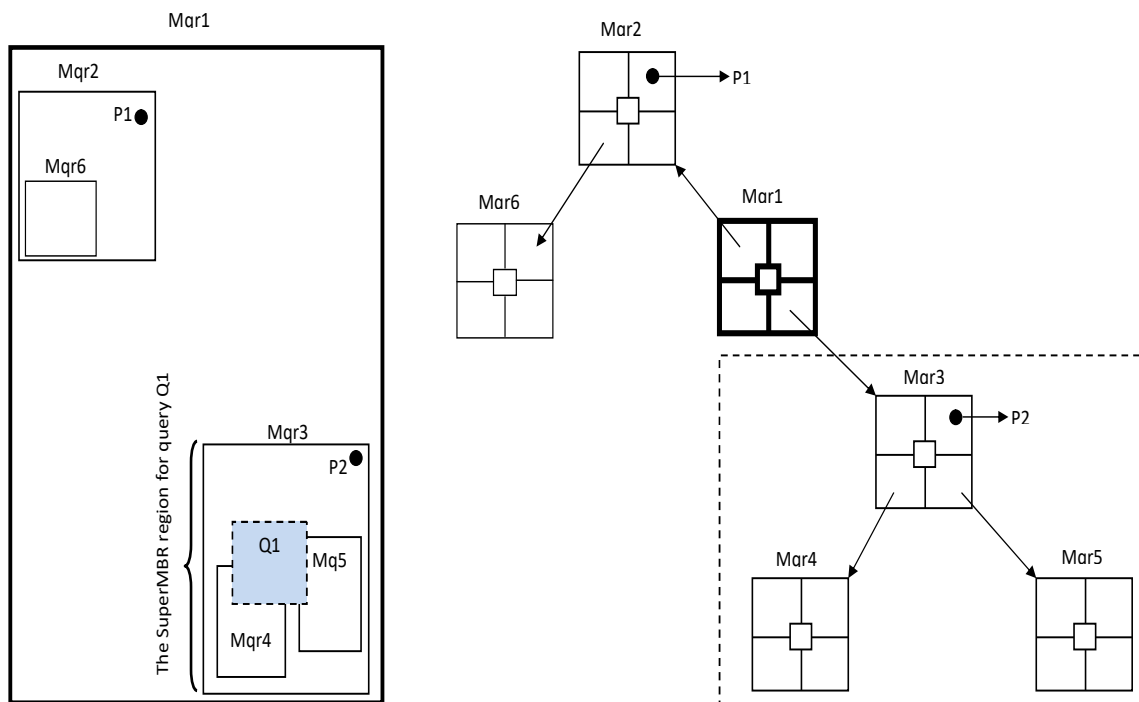 Mar1
Mqr2
P1
Mqr6
The SuperMBR region for query Q1
Mqr3
P2
Q1
Mq5
Mqr4
Mar2
P1
Mar6
Mar1
Mar3
P2
Mar4
Mar5